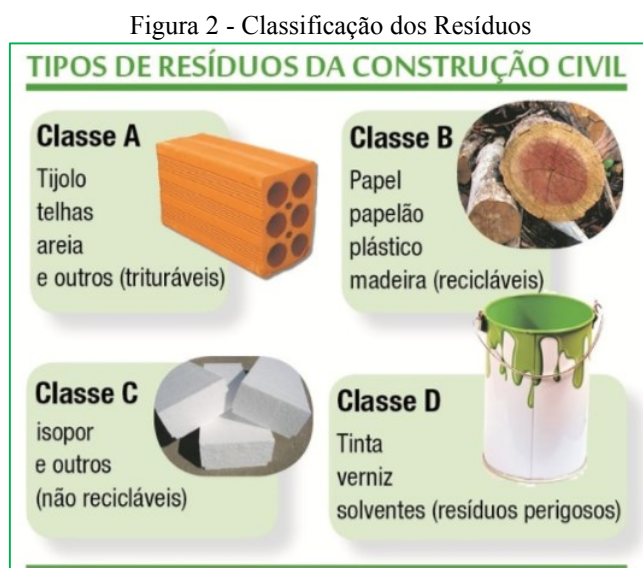 Figura 2 - Classificação dos Resíduos
TIPOS DE RESÍDUOS DA CONSTRUÇÃO CIVIL
Classe A
Tijolo
telhas
areia
e outros (trituráveis)
Classe B
Papel
papelão
plástico
madeira (recicláveis)
Classe C
isopor
e outros
(não recicláveis)
Classe D
Tinta
verniz
solventes (resíduos perigosos)